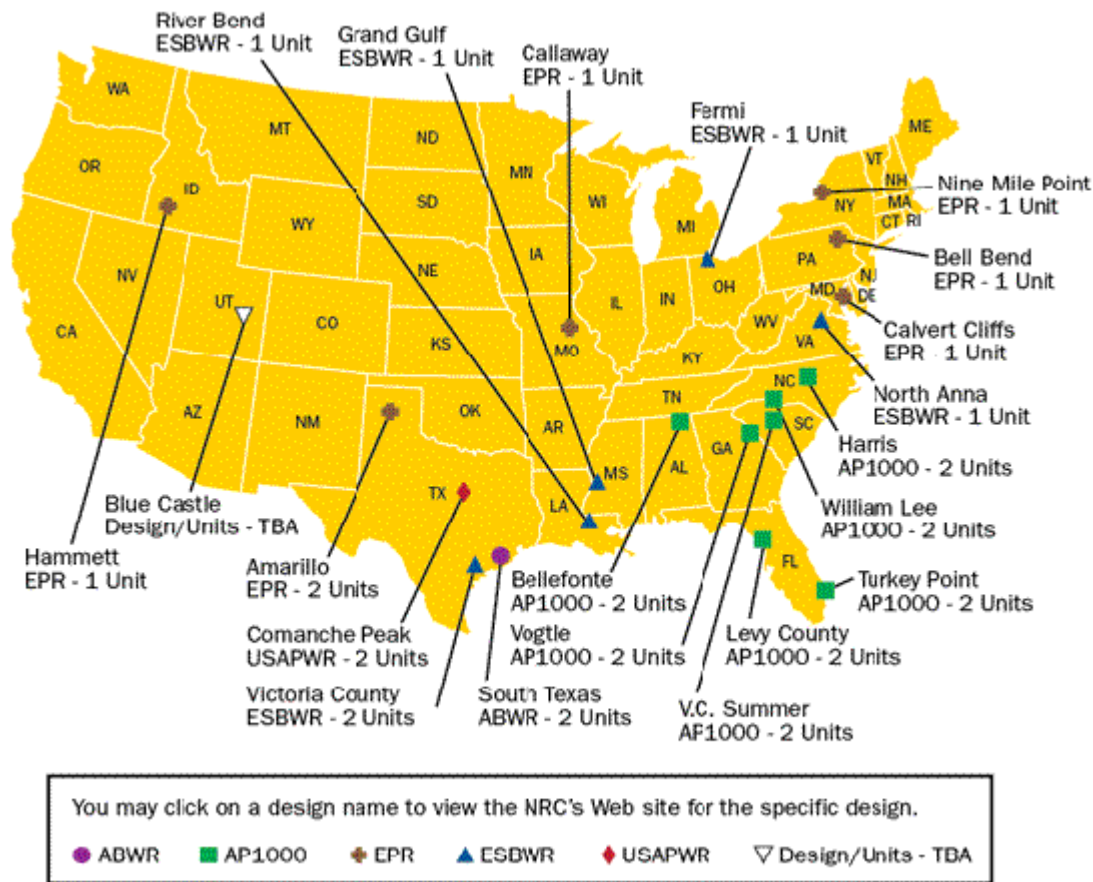 River Bend
ESBWR - 1 Unit
Grand Gulf
ESBWR - 1 Unit
Callaway
EPR - 1 Unit
Fermi
ESBWR - 1 Unit
Nine Mile Point
EPR - 1 Unit
Bell Bend
EPR - 1 Unit
Calvert Cliffs
EPR - 1 Unit
North Anna
ESBWR - 1 Unit
Harris
AP1000 - 2 Units
William Lee
AP1000 - 2 Units
Turkey Point
AP1000 - 2 Units
Levy County
AP1000 - 2 Units
V.C. Summer
AP1000 - 2 Units
Bellefonte
AP1000 - 2 Units
Vogtle
AP1000 - 2 Units
South Texas
ABWR - 2 Units
Victoria County
ESBWR - 2 Units
Comanche Peak
USAPWR - 2 Units
Amarillo
EPR - 2 Units
Blue Castle
Design/Units - TBA
Hammett
EPR - 1 Unit
WA
MT
ND
MN
ME
VT
NH
OR
ID
SD
WI
MI
NY
MA
CT
RI
WY
NV
NE
IA
PA
NJ
OH
MD
DE
UT
CO
IL
IN
WV
VA
CA
KS
MO
KY
NC
TN
SC
AZ
NM
OK
AR
GA
AL
MS
TX
LA
FL
You may click on a design name to view the NRC's Web site for the specific design.
ABWR
AP1000
EPR
ESBWR
USAPWR
Design/Units - TBA